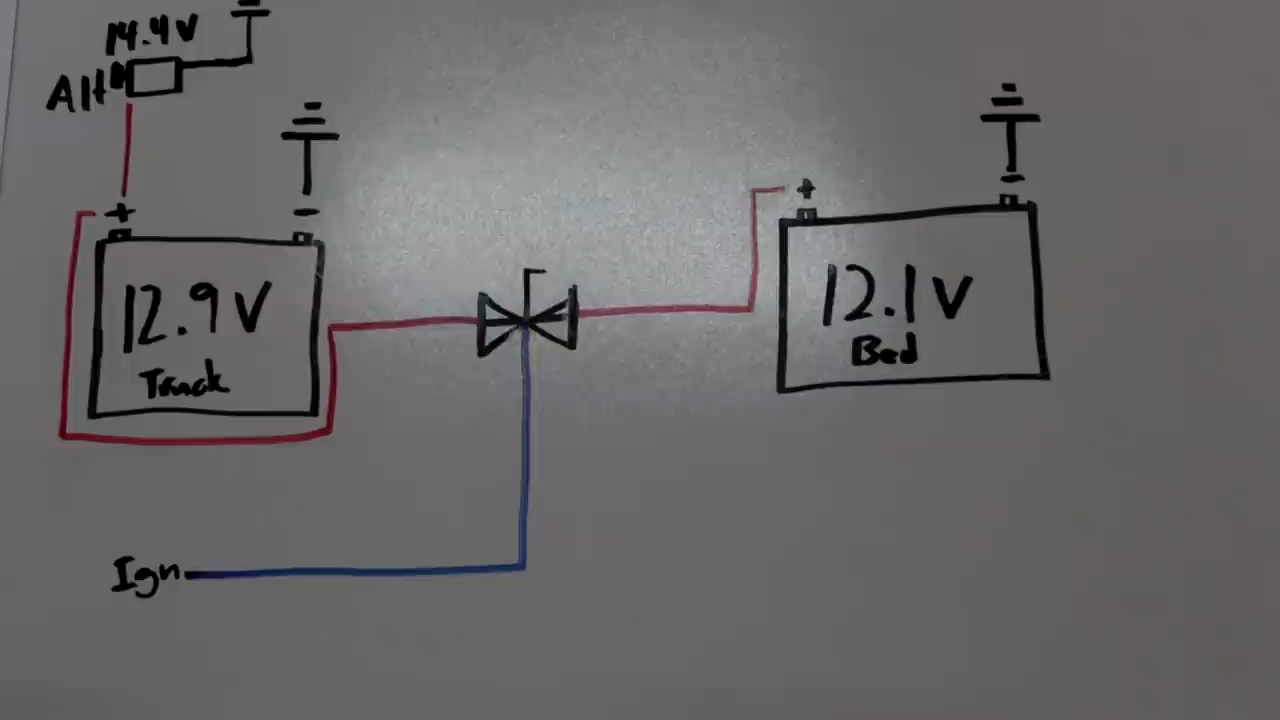 14.4V
Alt
+ -
12.9V
Truck
+ -
12.1V
Bed
Ign